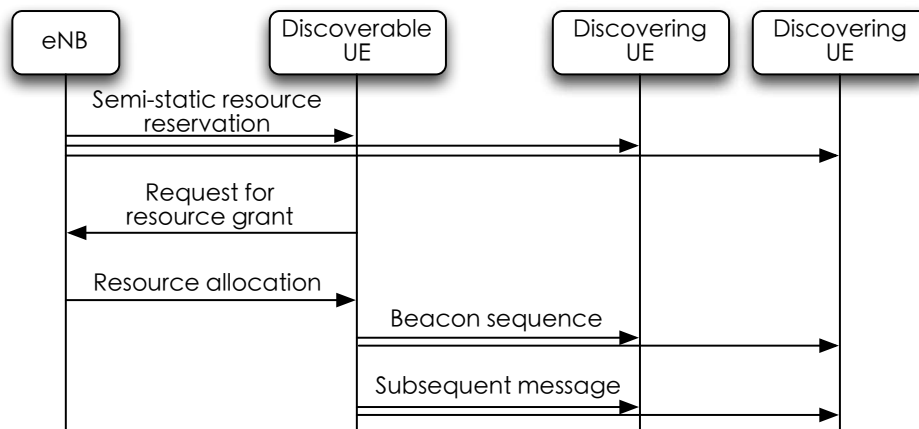 eNB
Discoverable
UE
Discovering
UE
Discovering
UE
Semi-static resource
reservation
Request for
resource grant
Resource allocation
Beacon sequence
Subsequent message